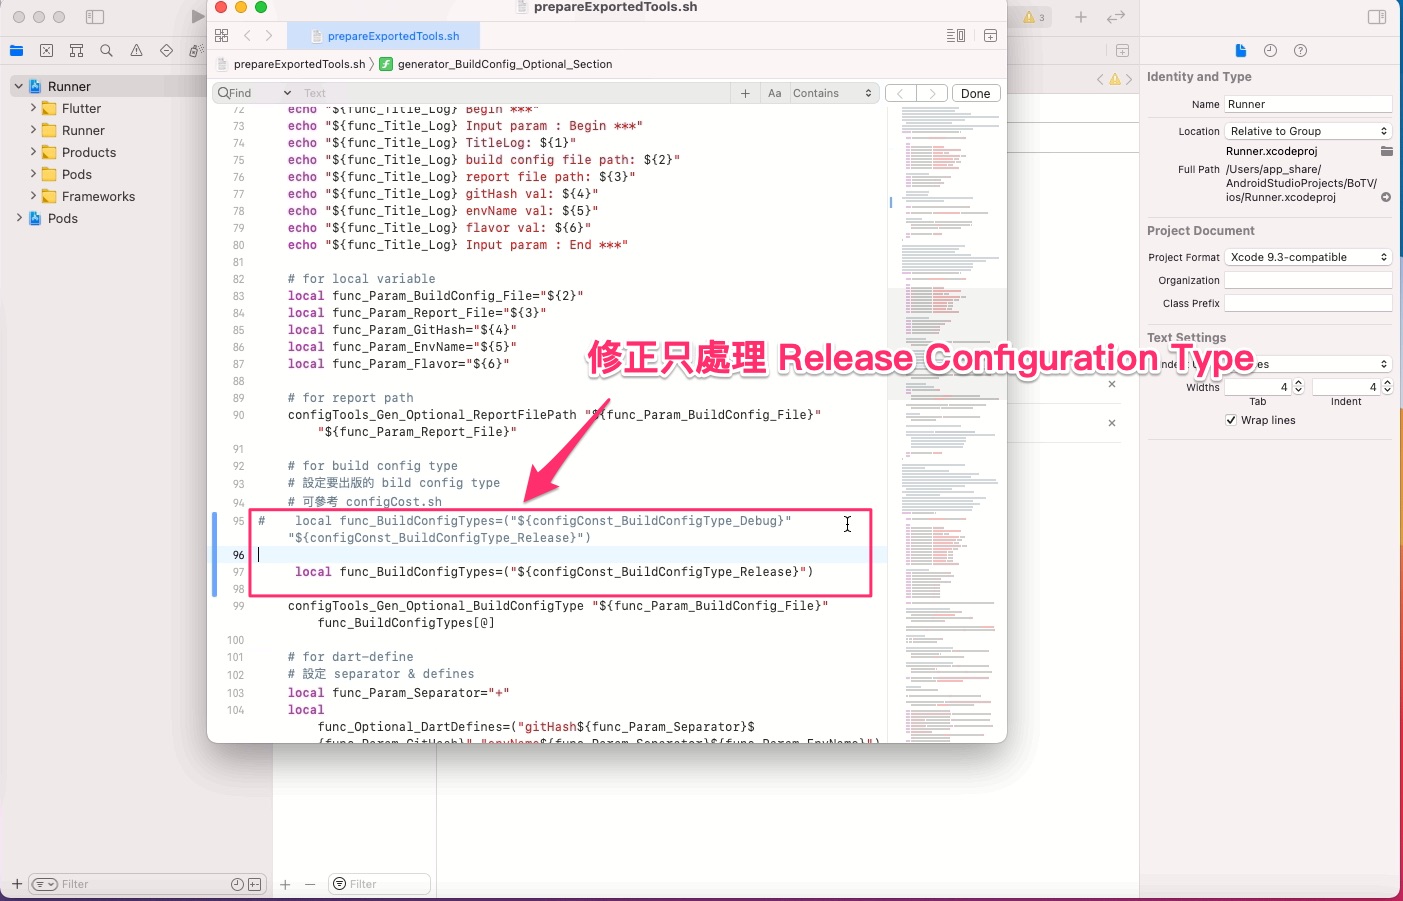 prepareExportedTools.sh
3
prepareExportedTools.sh
prepareExportedTools.sh
generator_BuildConfig_Optional_Section
Find
Text
Aa
Contains
Done
Runner
Flutter
Runner
Products
Pods
Frameworks
Pods
72 echo "${func_Title_Log} Begin ***"
73 echo "${func_Title_Log} Input param : Begin ***"
74 echo "${func_Title_Log} TitleLog: ${1}"
75 echo "${func_Title_Log} build config file path: ${2}"
76 echo "${func_Title_Log} report file path: ${3}"
77 echo "${func_Title_Log} gitHash val: ${4}"
78 echo "${func_Title_Log} envName val: ${5}"
79 echo "${func_Title_Log} flavor val: ${6}"
80 echo "${func_Title_Log} Input param : End ***"
81
82 # for local variable
83 local func_Param_BuildConfig_File="${2}"
84 local func_Param_Report_File="${3}"
85 local func_Param_GitHash="${4}"
86 local func_Param_EnvName="${5}"
87 local func_Param_Flavor="${6}"
88
89 # for report path
90 configTools_Gen_Optional_ReportFilePath "${func_Param_BuildConfig_File}"
"${func_Param_Report_File}"
91
92 # for build config type
93 # 設定要出版的 bild config type
94 # 可參考 configCost.sh
95 # local func_BuildConfigTypes=("${configConst_BuildConfigType_Debug}"
"${configConst_BuildConfigType_Release}")
96
97 local func_BuildConfigTypes=("${configConst_BuildConfigType_Release}")
98
99 configTools_Gen_Optional_BuildConfigType "${func_Param_BuildConfig_File}"
func_BuildConfigTypes[@]
100
101 # for dart-define
102 # 設定 separator & defines
103 local func_Param_Separator="+"
104 local
func_Optional_DartDefines=("gitHash${func_Param_Separator}$
{func_Param_GitHash}" "envName${func_Param_Separator}${func_Param_EnvName}")
修正只處理 Release Configuration Type
Identity and Type
Name Runner
Location Relative to Group
Runner.xcodeproj
Full Path /Users/app_share/
AndroidStudioProjects/BoTV/
ios/Runner.xcodeproj
Project Document
Project Format Xcode 9.3-compatible
Organization
Class Prefix
Text Settings
Widths 4 4
Tab Indent
Wrap lines
Filter
Filter